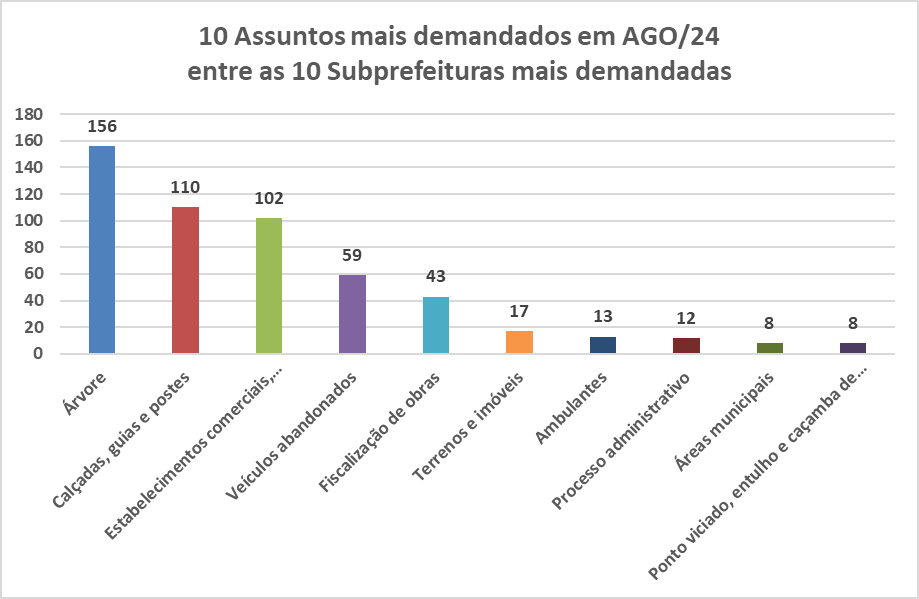 10 Assuntos mais demandados em AGO/24
entre as 10 Subprefeituras mais demandadas
180
160
140
120
100
80
60
40
20
0
156
110
102
59
43
17
13
12
8
8
Árvore
Calçadas, guias e postes
Estabelecimentos comerciais,...
Veículos abandonados
Fiscalização de obras
Terrenos e imóveis
Ambulantes
Processo administrativo
Áreas municipais
Ponto viciado, entulho e caçamba de...